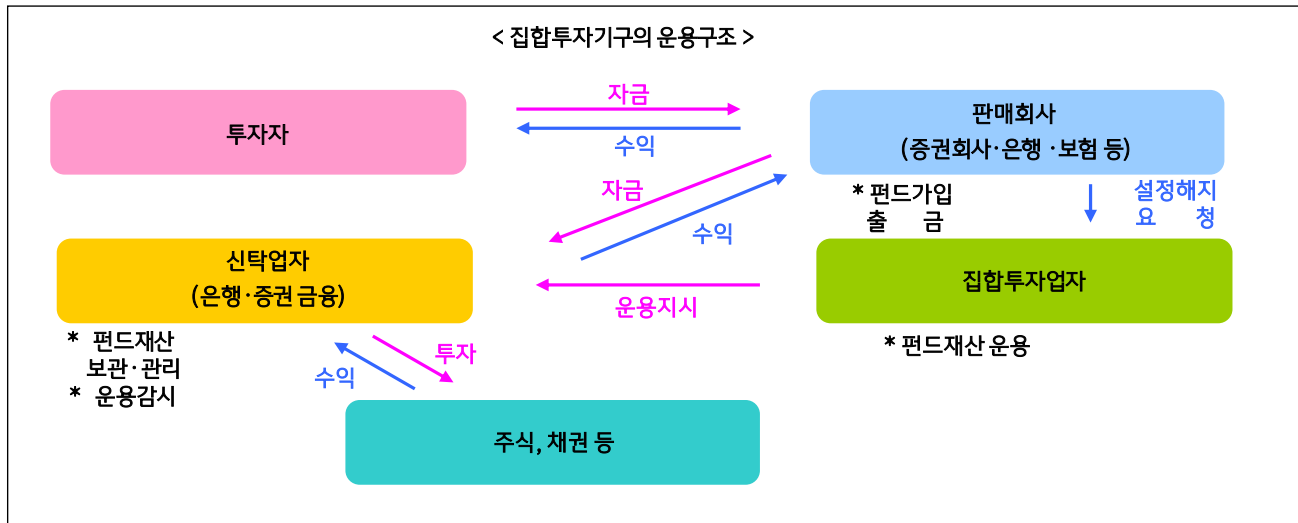 < 집합투자기구의 운용구조 >
자금
수익
투자자
판매회사
(증권회사·은행 ·보험 등)
자금
수익
* 펀드가입
출 금
설정해지
요 청
신탁업자
(은행·증권 금융)
집합투자업자
운용지시
* 펀드재산
보관·관리
* 운용감시
* 펀드재산 운용
투자
수익
주식, 채권 등